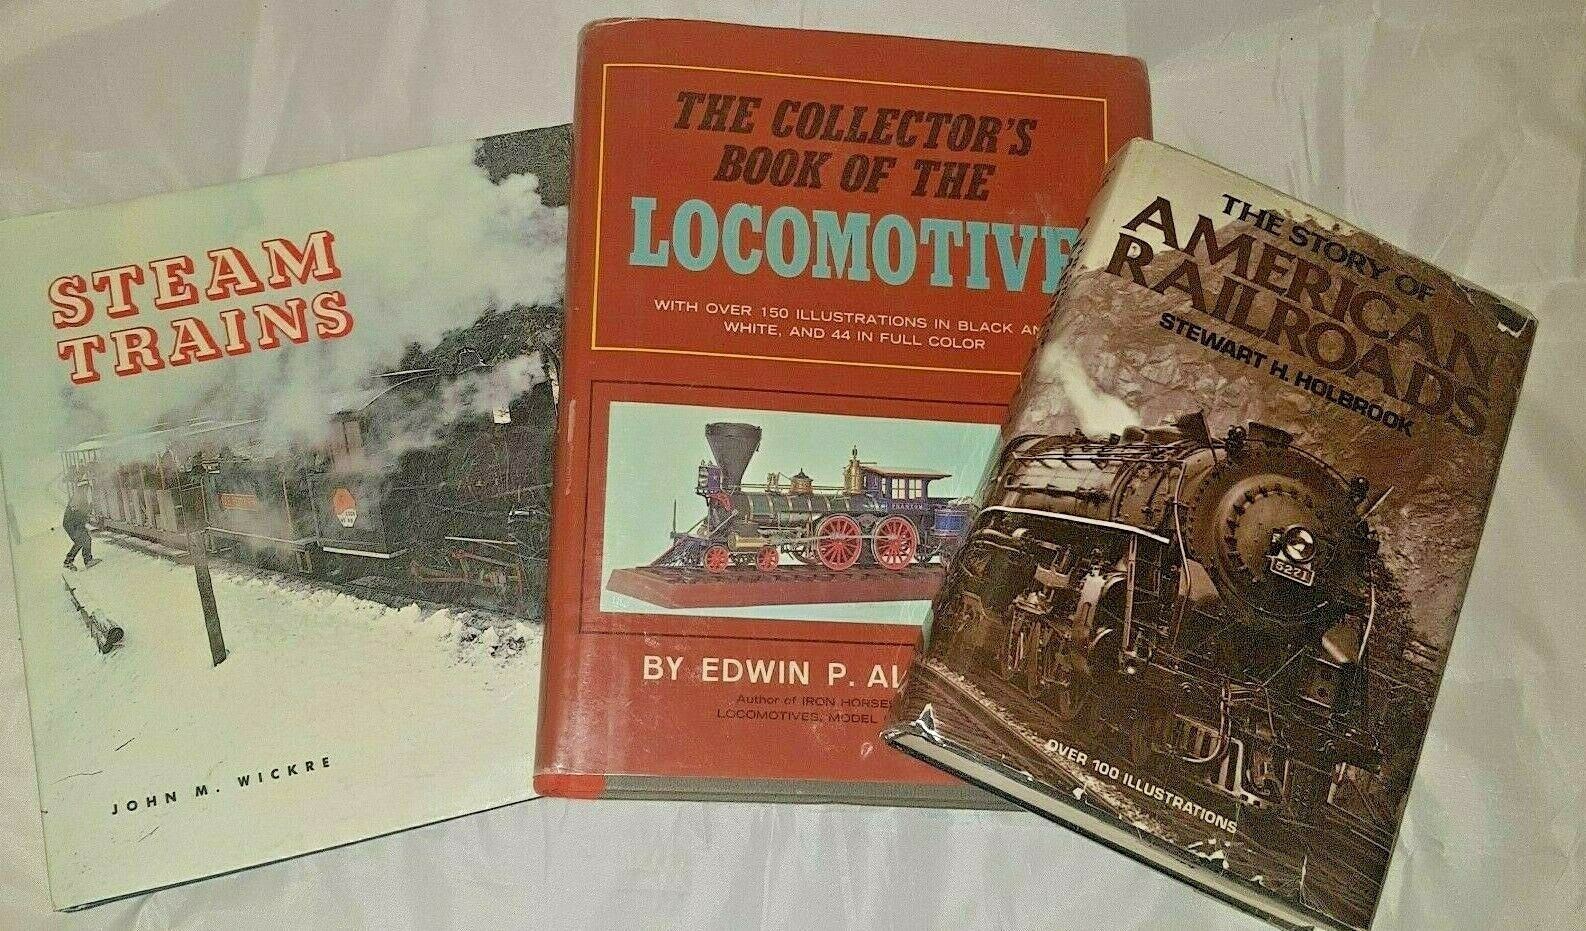 STEAM
TRAINS
JOHN M. WICKRE
THE COLLECTOR'S
BOOK OF THE
LOCOMOTIVE
WITH OVER 150 ILLUSTRATIONS IN BLACK AN
WHITE, AND 44 IN FULL COLOR
PHANTOM
BY EDWIN P. AL
Author of IRON HORSE
LOCOMOTIVES, MODEL
THE STORY OF
AMERICAN
RAILROADS
STEWART H. HOLBROOK
5271
OVER 100 ILLUSTRATIONS